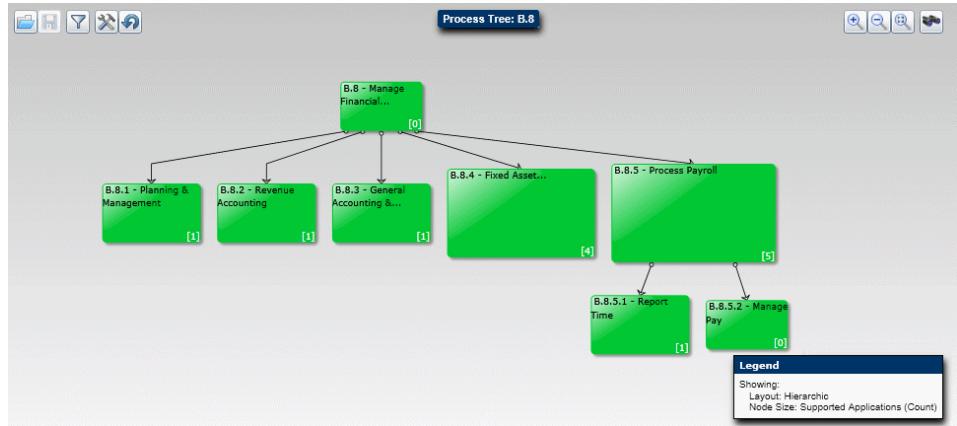 Process Tree: B.8
B.8 - Manage
Financial...
[0]
B.8.1 - Planning &
Management
[1]
B.8.2 - Revenue
Accounting
[1]
B.8.3 - General
Accounting &...
[1]
B.8.4 - Fixed Asset...
[4]
B.8.5 - Process Payroll
[5]
B.8.5.1 - Report
Time
[1]
B.8.5.2 - Manage
Pay
[0]
Legend
Showing:
Layout: Hierarchic
Node Size: Supported Applications (Count)